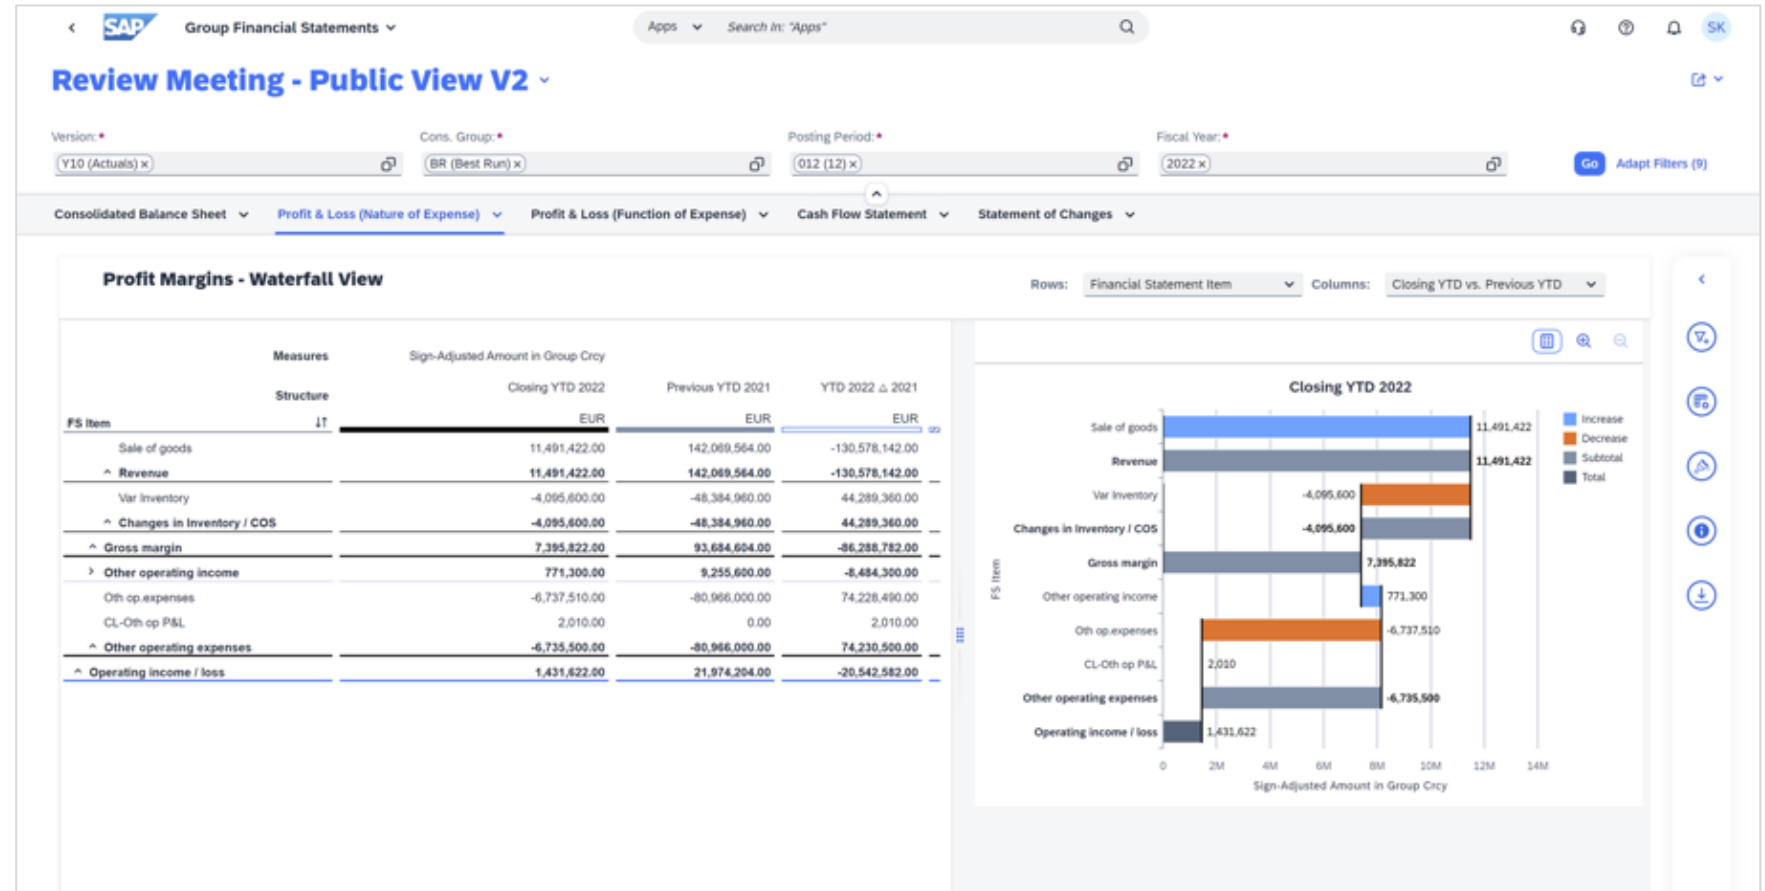 SAP Group Financial Statements Apps Search In: "Apps" SK
Review Meeting - Public View V2
Version:* Cons. Group:* Posting Period:* Fiscal Year:*
Y10 (Actuals) × BR (Best Run) × 012 (12) × 2022 × Go Adapt Filters (9)
Consolidated Balance Sheet Profit & Loss (Nature of Expense) Profit & Loss (Function of Expense) Cash Flow Statement Statement of Changes
Profit Margins - Waterfall View
Rows: Financial Statement Item Columns: Closing YTD vs. Previous YTD
Measures Sign-Adjusted Amount in Group Crcy
Structure Closing YTD 2022 Previous YTD 2021 YTD 2022 △ 2021
FS Item EUR EUR EUR
Sale of goods 11,491,422.00 142,069,564.00 -130,578,142.00
Revenue 11,491,422.00 142,069,564.00 -130,578,142.00
Var Inventory -4,095,600.00 -48,384,960.00 44,289,360.00
Changes in Inventory / COS -4,095,600.00 -48,384,960.00 44,289,360.00
Gross margin 7,395,822.00 93,684,604.00 -86,288,782.00
Other operating income 771,300.00 9,255,600.00 -8,484,300.00
Oth op.expenses -6,737,510.00 -80,966,000.00 74,228,490.00
CL-Oth op P&L 2,010.00 0.00 2,010.00
Other operating expenses -6,735,500.00 -80,966,000.00 74,230,500.00
Operating income / loss 1,431,622.00 21,974,204.00 -20,542,582.00
Closing YTD 2022
Sale of goods 11,491,422
Revenue 11,491,422
Var Inventory -4,095,600
Changes in Inventory / COS -4,095,600
Gross margin 7,395,822
Other operating income 771,300
Oth op.expenses -6,737,510
CL-Oth op P&L 2,010
Other operating expenses -6,735,500
Operating income / loss 1,431,622
FS Item
0 2M 4M 6M 8M 10M 12M 14M
Sign-Adjusted Amount in Group Crcy
Increase
Decrease
Subtotal
Total